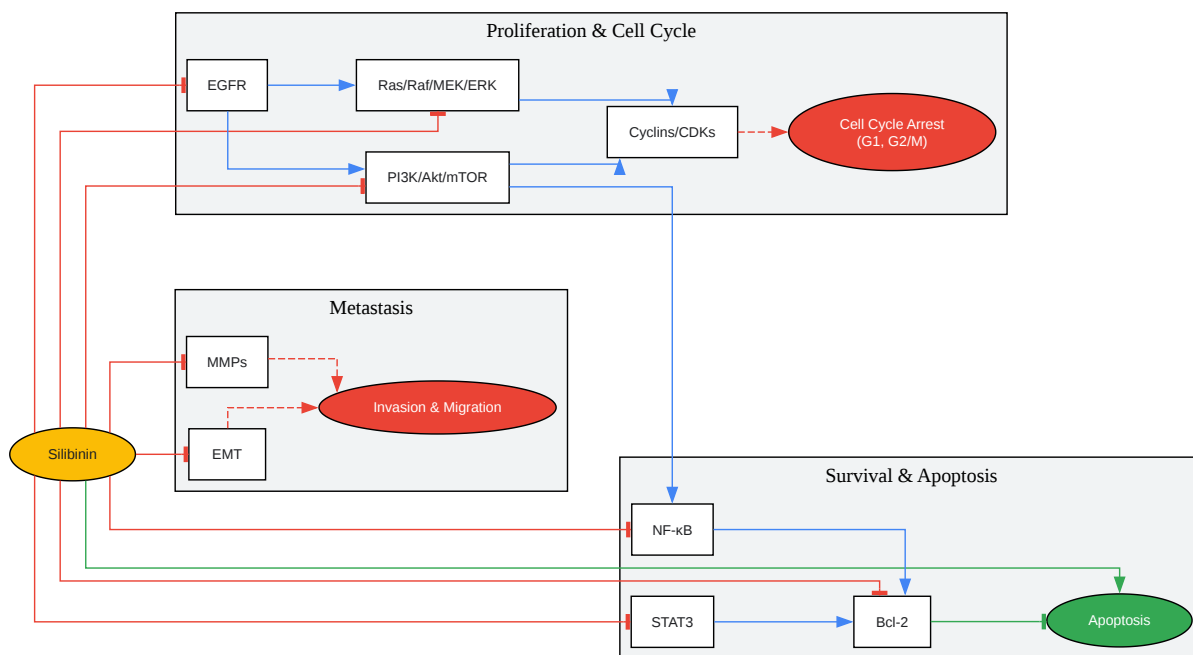 Proliferation & Cell Cycle
EGFR
Ras/Raf/MEK/ERK
Cyclins/CDKs
Cell Cycle Arrest
(G1, G2/M)
PI3K/Akt/mTOR
Metastasis
MMPs
Invasion & Migration
EMT
Silibinin
Survival & Apoptosis
NF-κB
STAT3
Bcl-2
Apoptosis